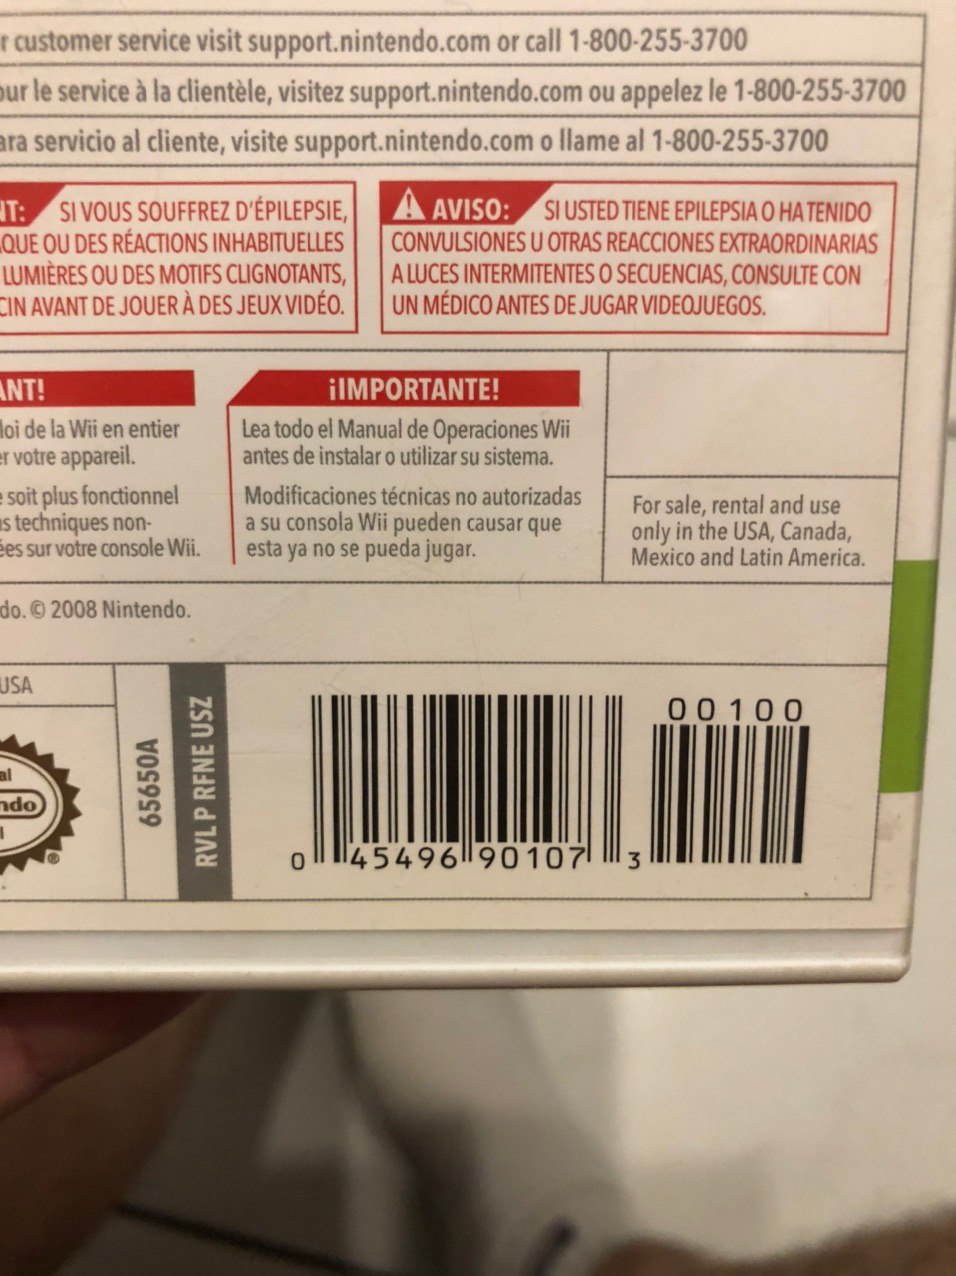 r customer service visit support.nintendo.com or call 1-800-255-3700
our le service à la clientèle, visitez support.nintendo.com ou appelez le 1-800-255-3700
ara servicio al cliente, visite support.nintendo.com o llame al 1-800-255-3700
NT: SI VOUS SOUFFREZ D'ÉPILEPSIE,
QUE OU DES RÉACTIONS INHABITUELLES
LUMIÈRES OU DES MOTIFS CLIGNOTANTS,
CIN AVANT DE JOUER À DES JEUX VIDÉO.
AVISO: SI USTED TIENE EPILEPSIA O HA TENIDO
CONVULSIONES U OTRAS REACCIONES EXTRAORDINARIAS
A LUCES INTERMITENTES O SECUENCIAS, CONSULTE CON
UN MÉDICO ANTES DE JUGAR VIDEOJUEGOS.
ANT!
loi de la Wii en entier
er votre appareil.
e soit plus fonctionnel
s techniques non-
ées sur votre console Wii.
¡IMPORTANTE!
Lea todo el Manual de Operaciones Wii
antes de instalar o utilizar su sistema.
Modificaciones técnicas no autorizadas
a su consola Wii pueden causar que
esta ya no se pueda jugar.
For sale, rental and use
only in the USA, Canada,
Mexico and Latin America.
do. © 2008 Nintendo.
USA
al
ndo
l
®
65650A
RVL P RFNE USZ
00100
0 45496 90107 3